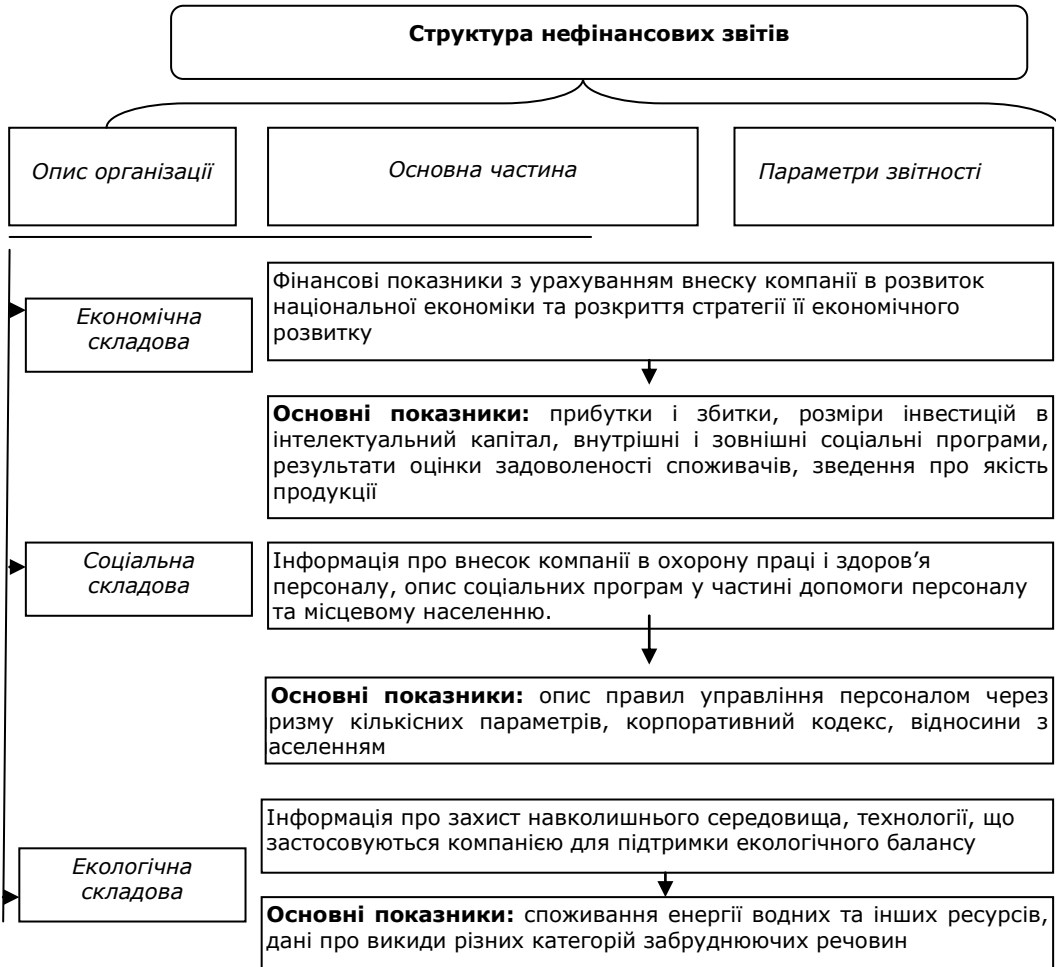 Структура нефінансових звітів
Опис організації
Основна частина
Параметри звітності
Фінансові показники з урахуванням внеску компанії в розвиток
національної економіки та розкриття стратегії її економічного
розвитку
Економічна
складова
Основні показники: прибутки і збитки, розміри інвестицій в
інтелектуальний капітал, внутрішні і зовнішні соціальні програми,
результати оцінки задоволеності споживачів, зведення про якість
продукції
Соціальна
складова
Інформація про внесок компанії в охорону праці і здоров’я
персоналу, опис соціальних програм у частині допомоги персоналу
та місцевому населенню.
Основні показники: опис правил управління персоналом через
ризму кількісних параметрів, корпоративний кодекс, відносини з
аселенням
Інформація про захист навколишнього середовища, технології, що
застосовуються компанією для підтримки екологічного балансу
Екологічна
складова
Основні показники: споживання енергії водних та інших ресурсів,
дані про викиди різних категорій забруднюючих речовин